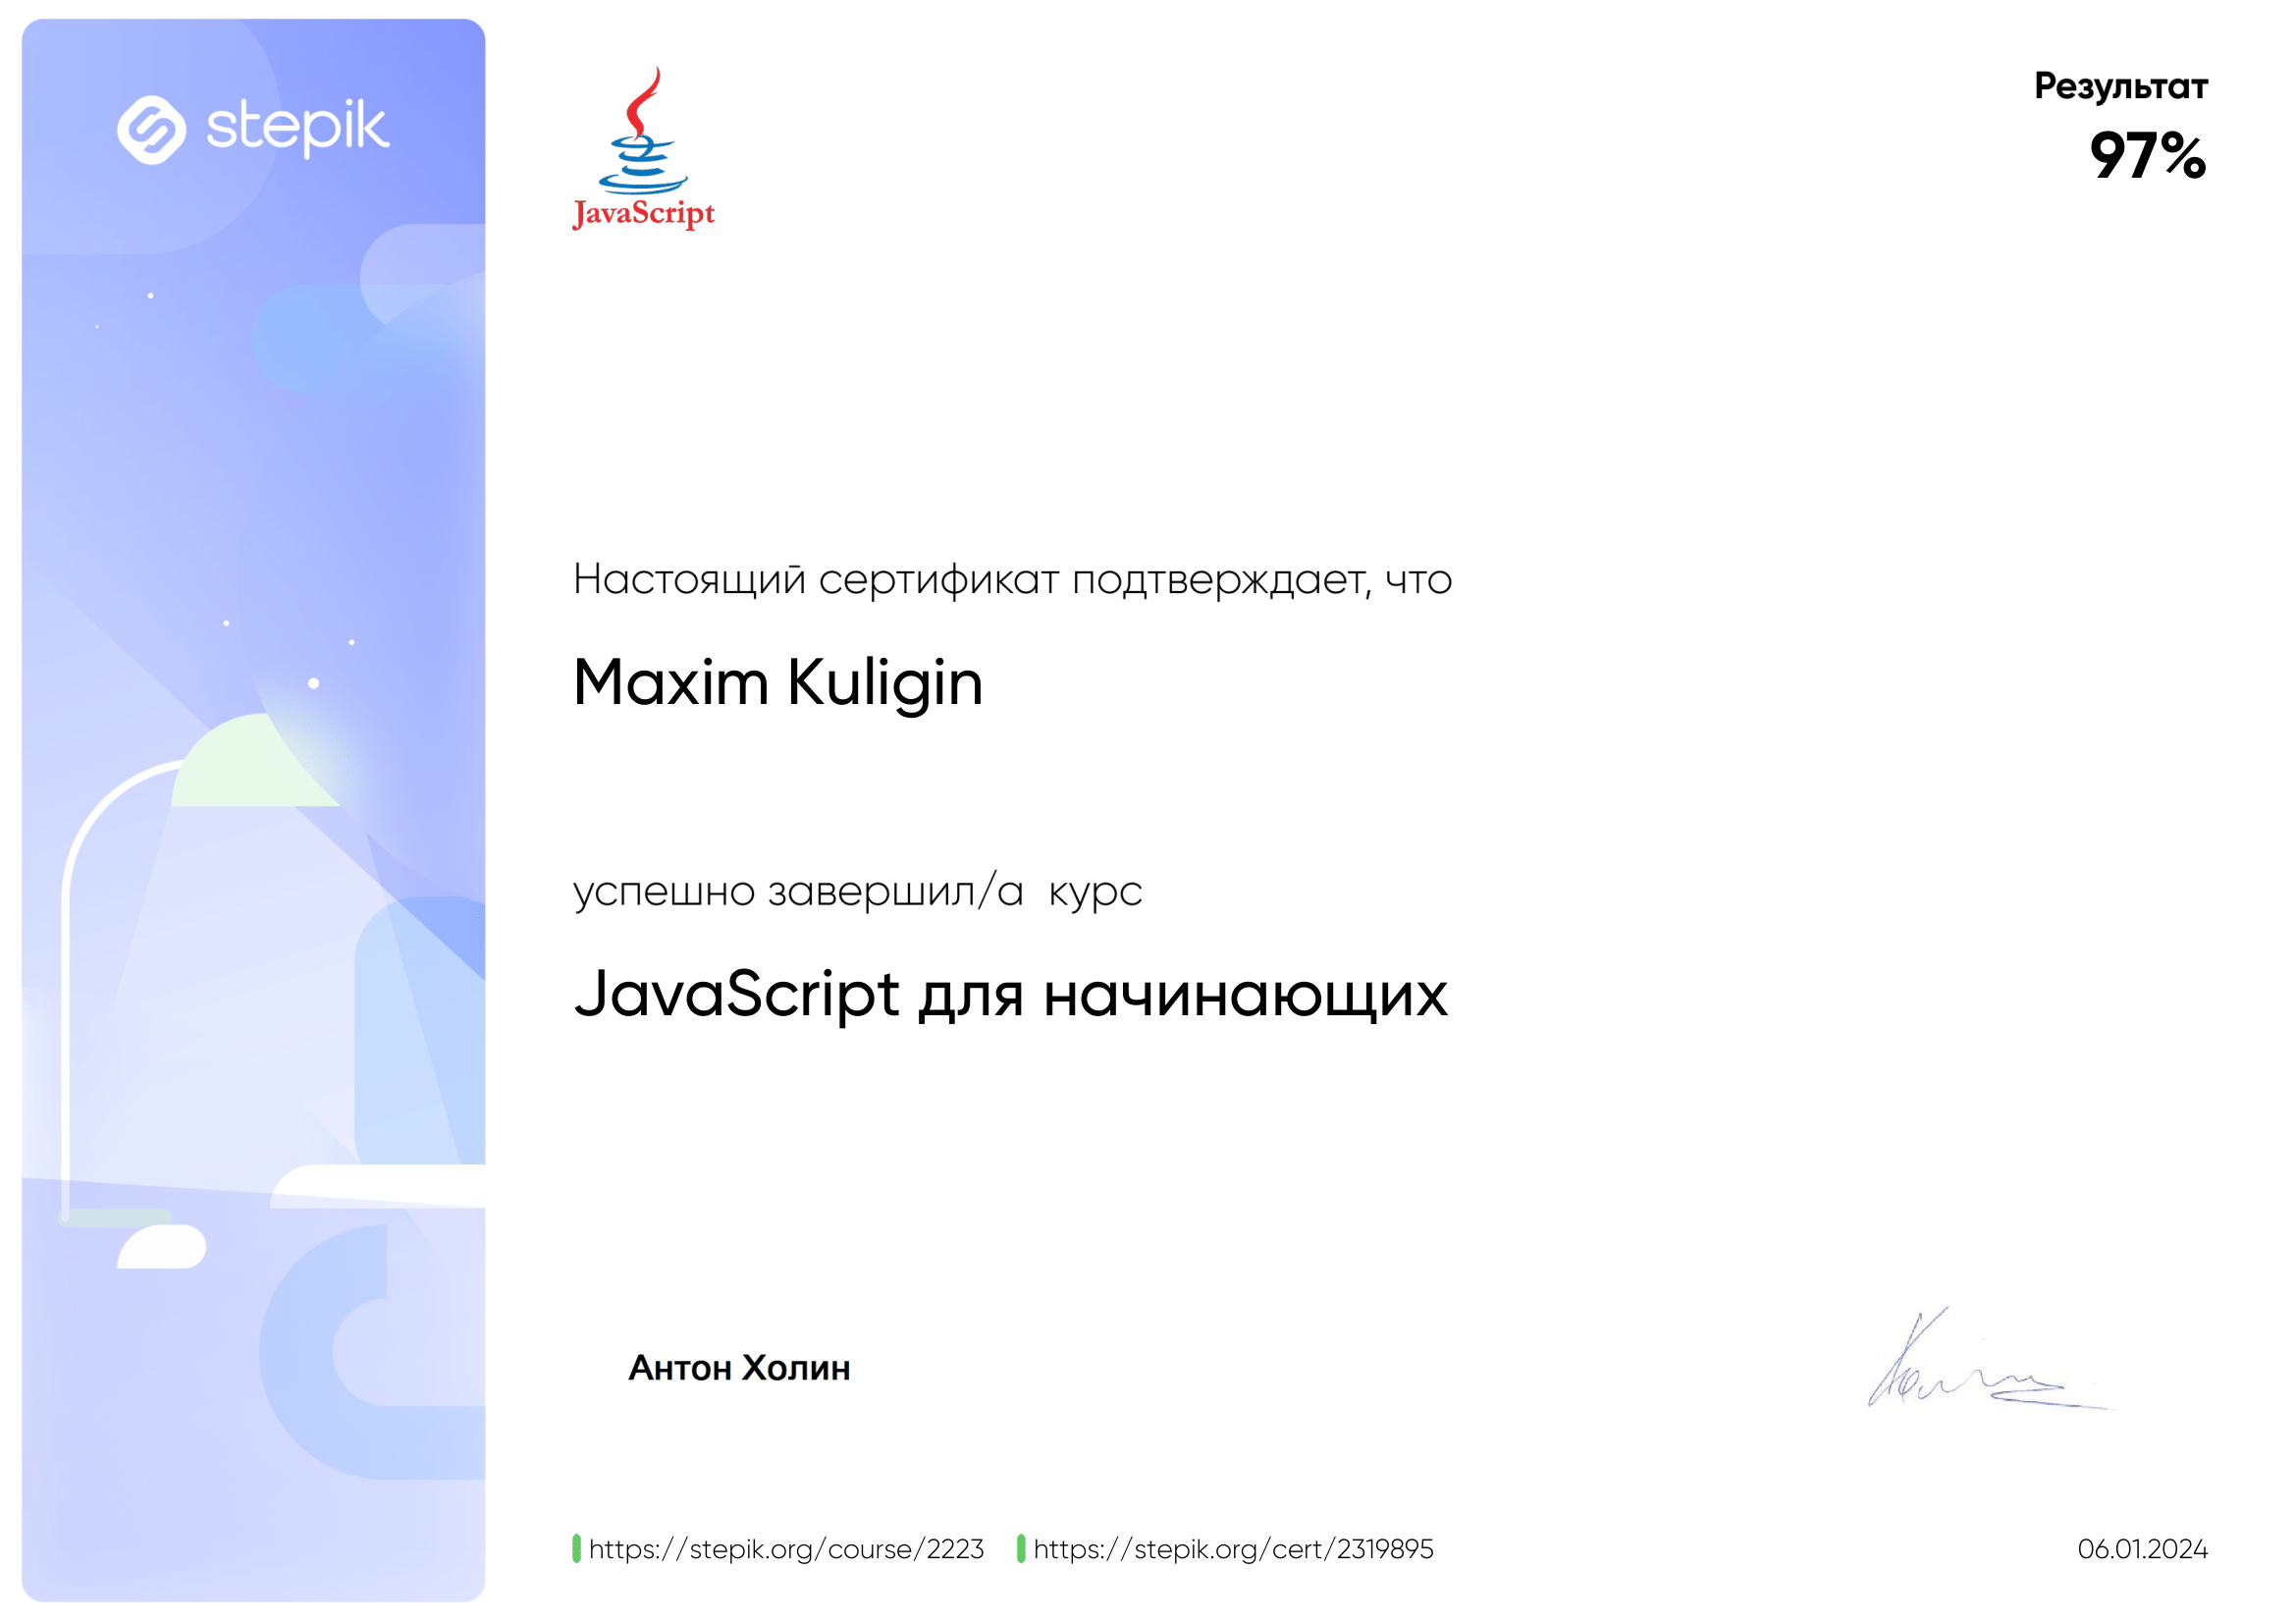 stepik
JavaScript
Результат
97%
Настоящий сертификат подтверждает, что
Maxim Kuligin
успешно завершил/а  курс
JavaScript для начинающих
Антон Холин
https://stepik.org/course/2223
https://stepik.org/cert/2319895
06.01.2024